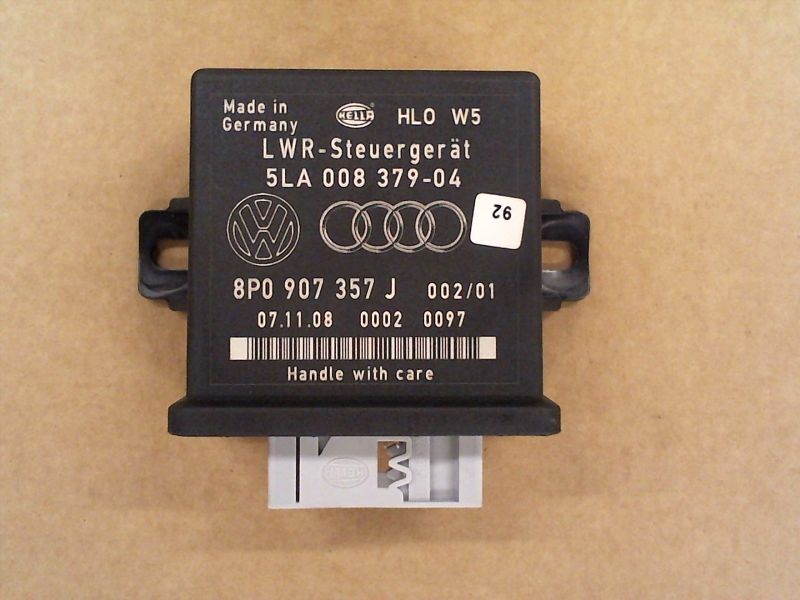 Made in
Germany
HELLA ® HLO W5
LWR-Steuergerät
5LA 008 379-04
92
8P0 907 357 J 002/01
07.11.08 0002 0097
Handle with care
HELLA